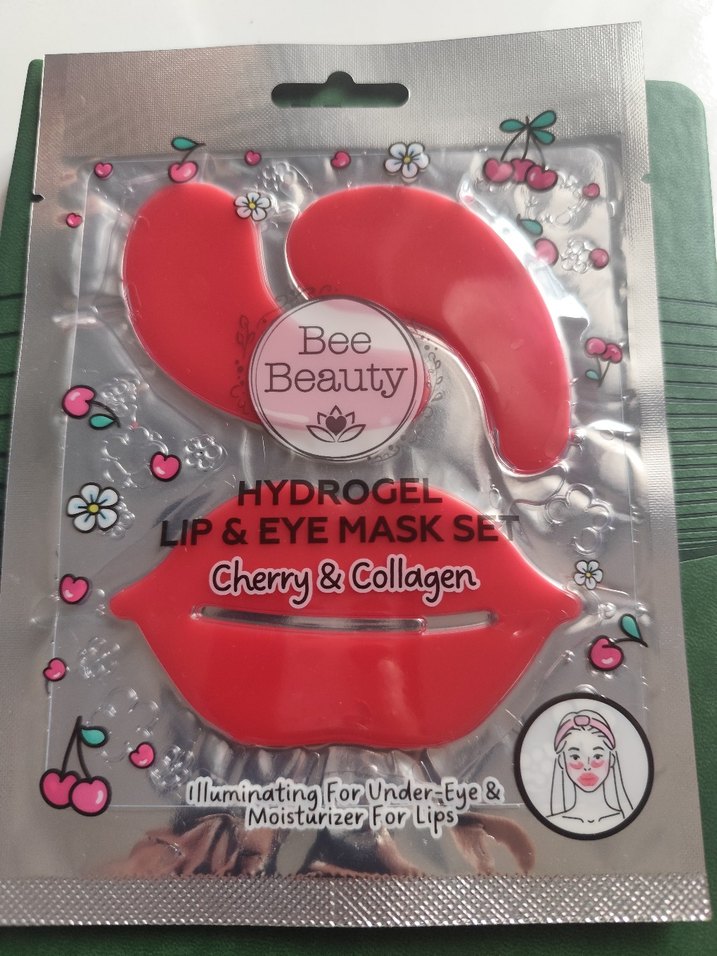 Bee
Beauty
HYDROGEL
LIP & EYE MASK SET
Cherry & Collagen
Illuminating For Under-Eye &
Moisturizer For Lips